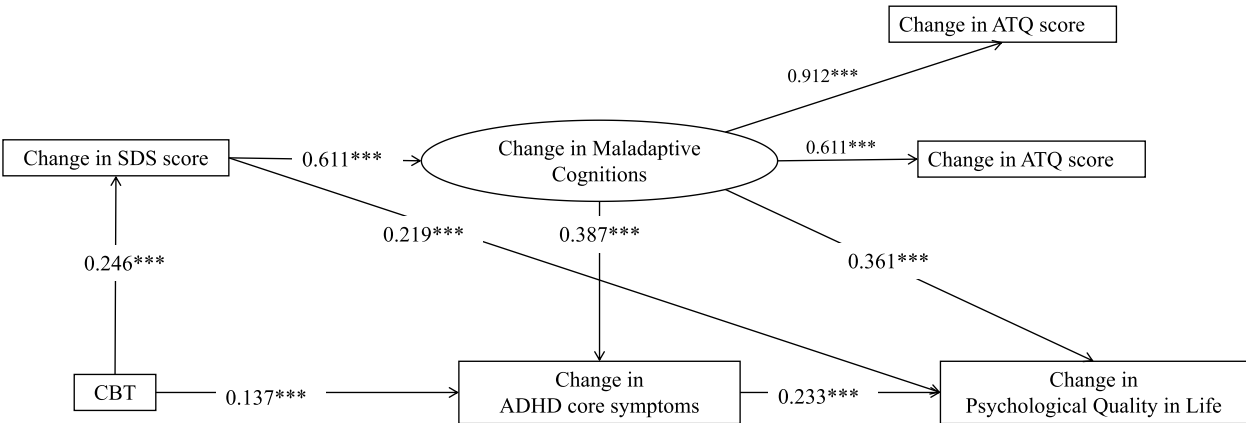 Change in ATQ score
0.912***
Change in SDS score
0.611***
Change in Maladaptive
Cognitions
0.611***
Change in ATQ score
0.219***
0.387***
0.246***
0.361***
CBT
0.137***
Change in
ADHD core symptoms
0.233***
Change in
Psychological Quality in Life